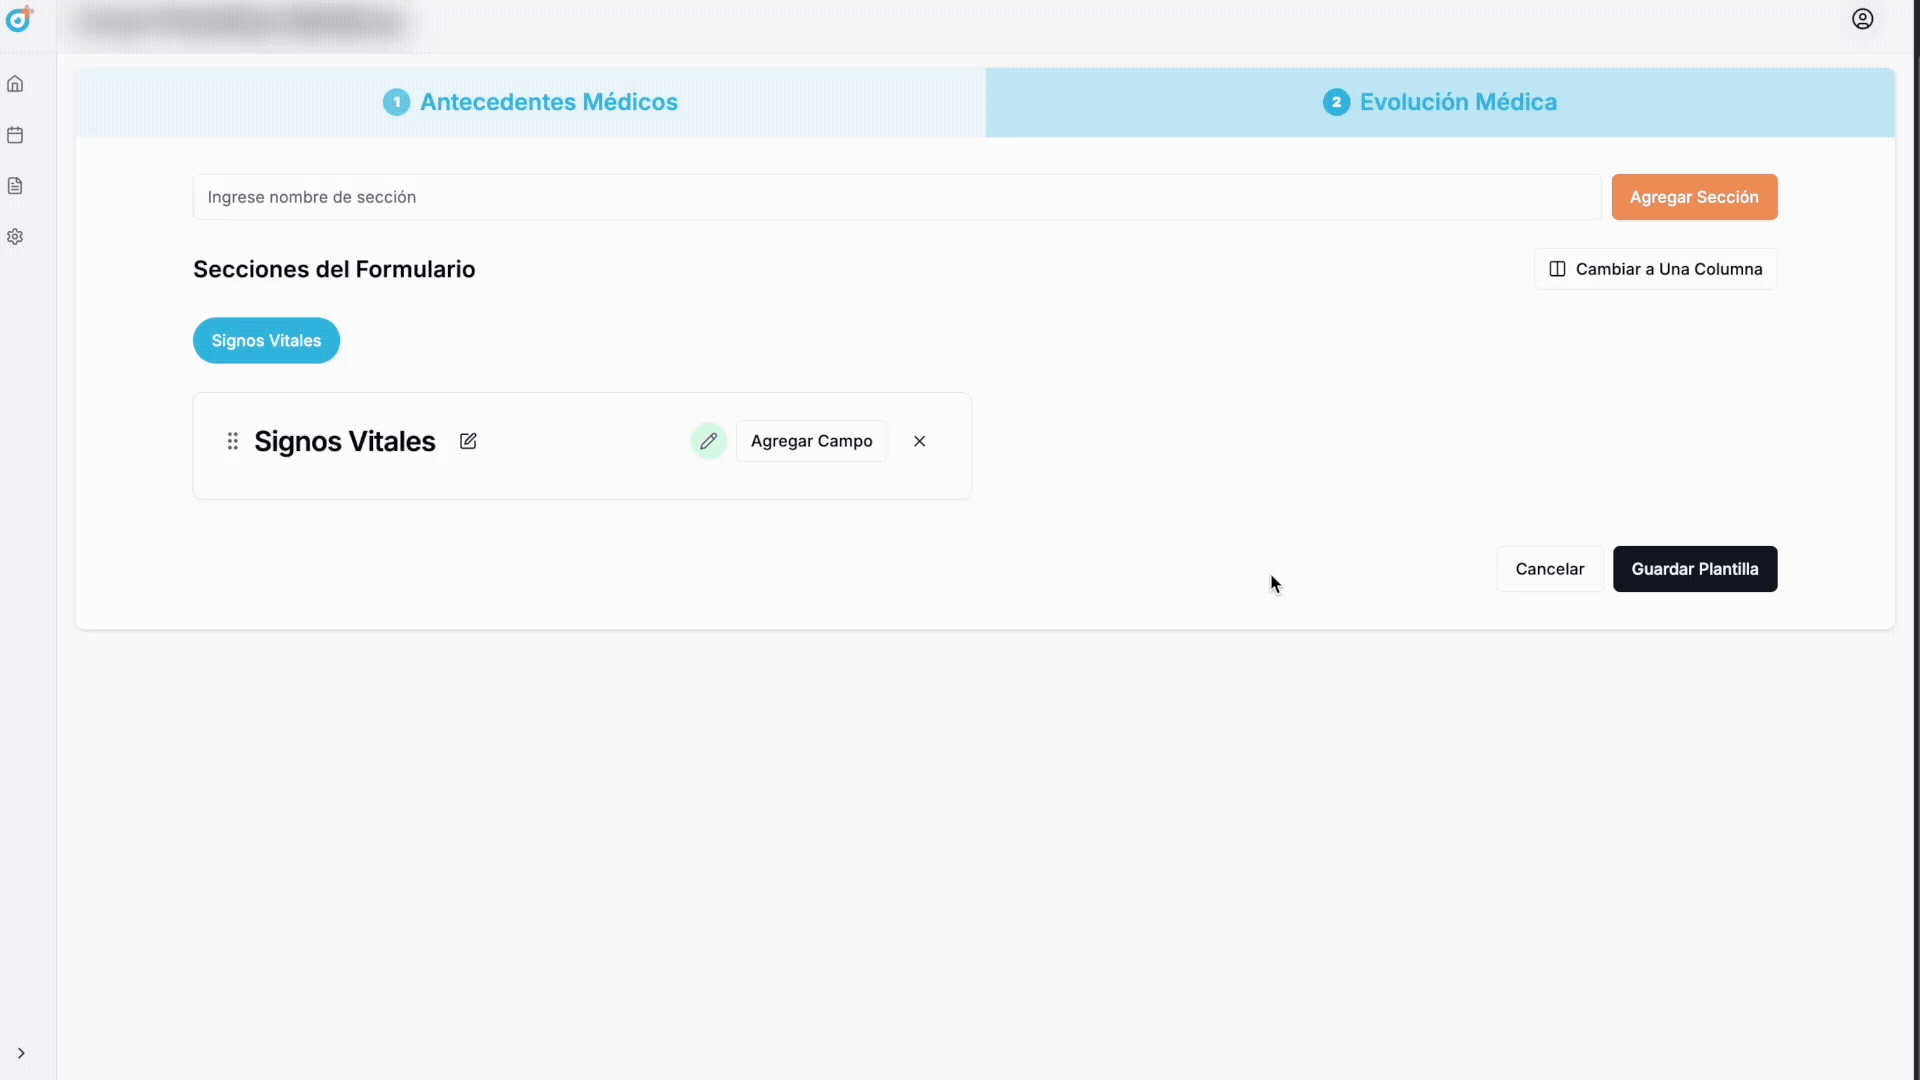 1 Antecedentes Médicos
2 Evolución Médica
Ingrese nombre de sección
Agregar Sección
Secciones del Formulario
Cambiar a Una Columna
Signos Vitales
Signos Vitales
Agregar Campo
Cancelar
Guardar Plantilla